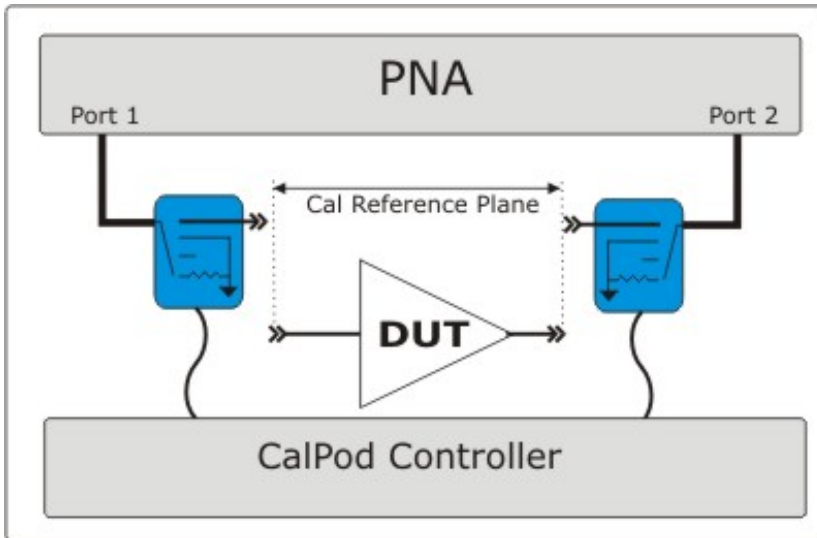 PNA
Port 1
Port 2
Cal Reference Plane
DUT
CalPod Controller